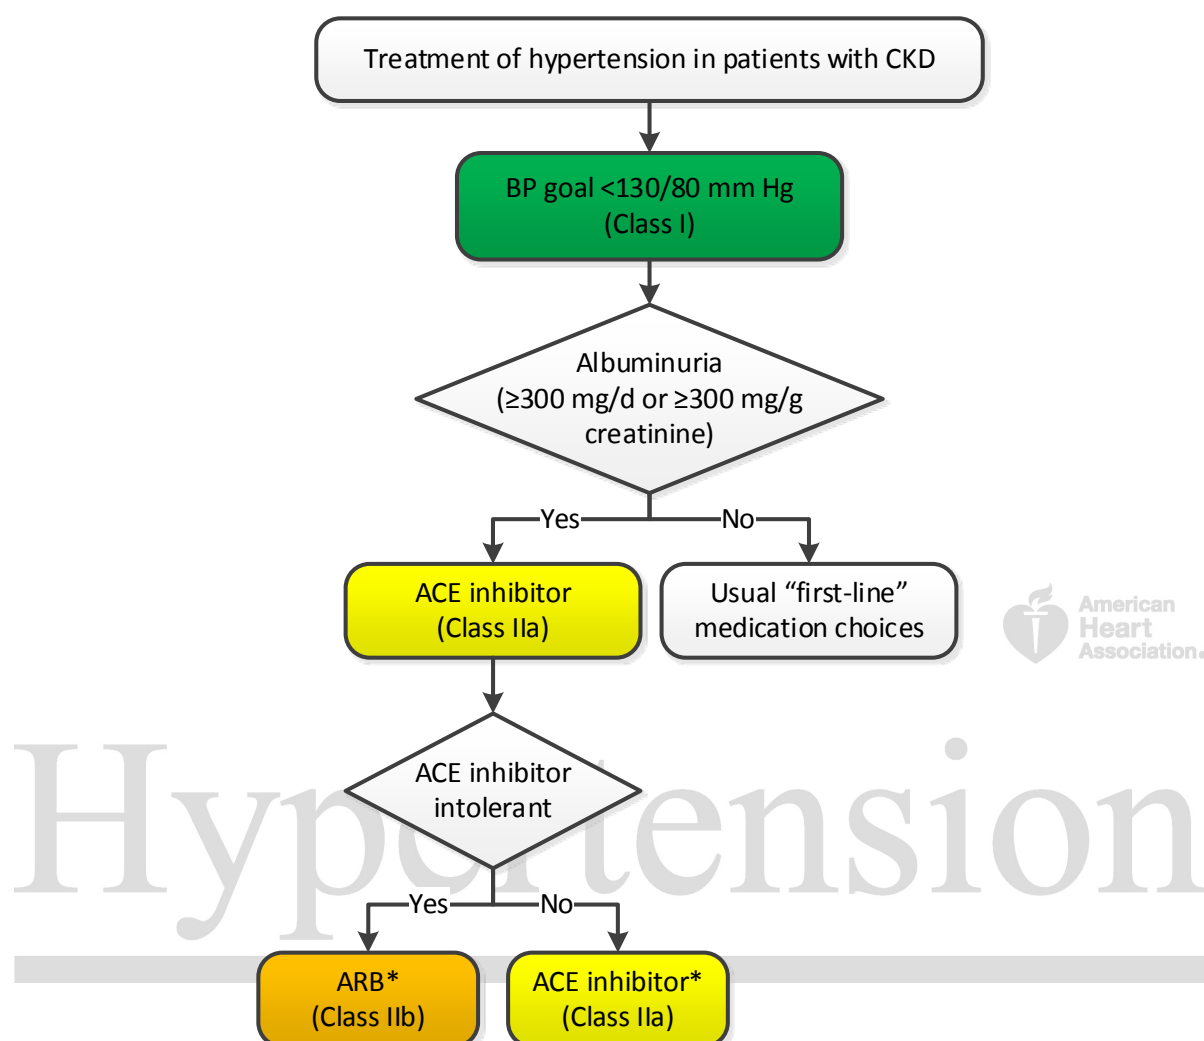 Treatment of hypertension in patients with CKD
BP goal <130/80 mm Hg
(Class I)
Albuminuria
(≥300 mg/d or ≥300 mg/g
creatinine)
Yes
No
ACE inhibitor
(Class IIa)
Usual “first-line”
medication choices
American
Heart
Association.
ACE inhibitor
intolerant
Hypertension
Yes
No
ARB*
(Class IIb)
ACE inhibitor*
(Class IIa)